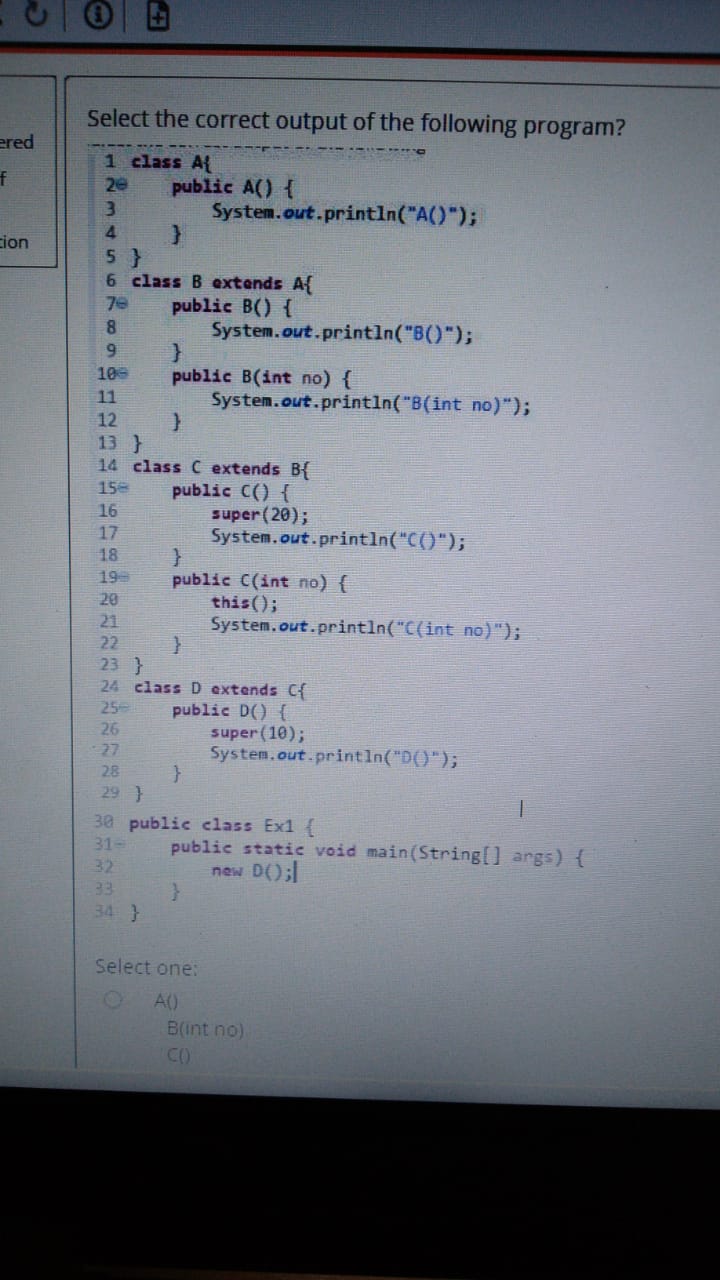 ered
f
tion
Select the correct output of the following program?
1 class A{
2 public A() {
3 System.out.println("A()");
4 }
5 }
6 class B extends A{
7 public B() {
8 System.out.println("B()");
9 }
10 public B(int no) {
11 System.out.println("B(int no)");
12 }
13 }
14 class C extends B{
15 public C() {
16 super(20);
17 System.out.println("C()");
18 }
19 public C(int no) {
20 this();
21 System.out.println("C(int no)");
22 }
23 }
24 class D extends C{
25 public D() {
26 super(10);
27 System.out.println("D()");
28 }
29 }
30 public class Ex1 {
31 public static void main(String[] args) {
32 new D();
33 }
34 }
Select one:
A()
B(int no)
C()